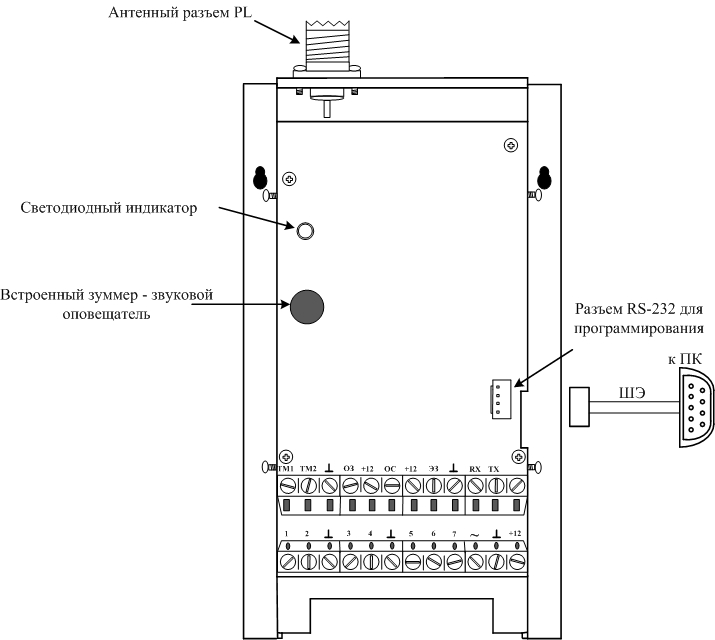 Антенный разъем PL
Светодиодный индикатор
Встроенный зуммер - звуковой
оповещатель
Разъем RS-232 для
программирования
к ПК
ШЭ
ТМ1 ТМ2 ⊥ ОЗ +12 ОС +12 ЭЗ ⊥ RX TX
1 2 ⊥ 3 4 ⊥ 5 6 7 ~ ⊥ +12